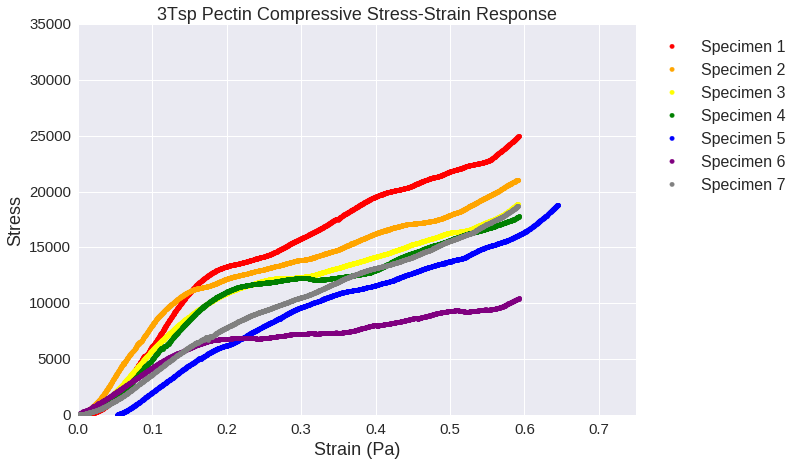 3Tsp Pectin Compressive Stress-Strain Response
35000
30000
25000
20000
15000
10000
5000
0
Stress
0.0 0.1 0.2 0.3 0.4 0.5 0.6 0.7
Strain (Pa)
Specimen 1
Specimen 2
Specimen 3
Specimen 4
Specimen 5
Specimen 6
Specimen 7